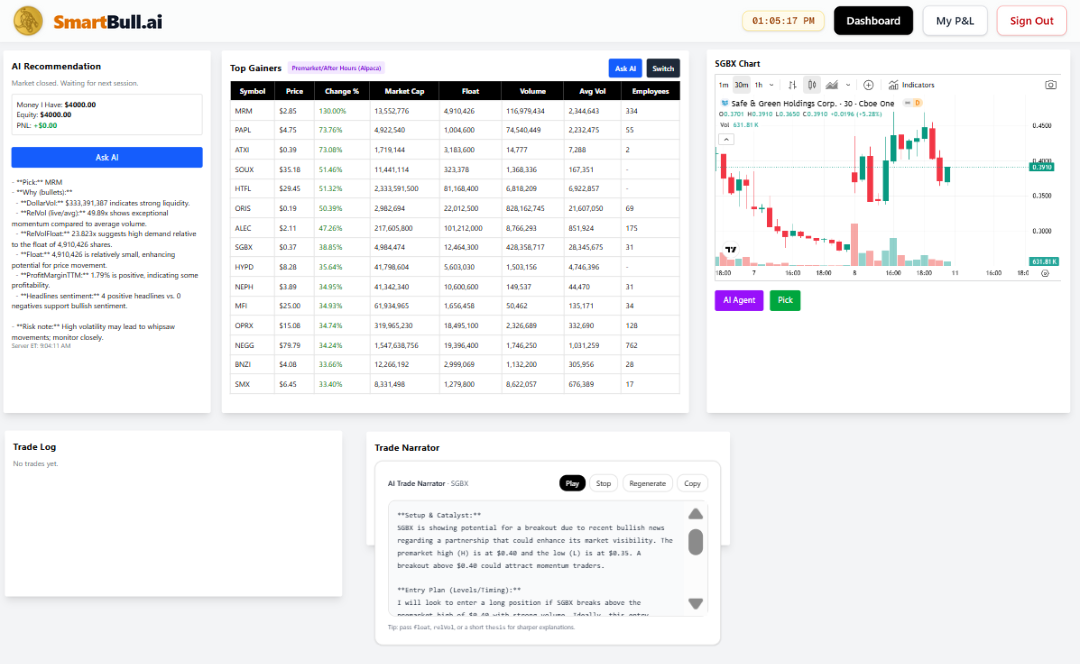 SmartBull.ai
01:05:17 PM
Dashboard
My P&L
Sign Out
AI Recommendation
Market closed. Waiting for next session.
Money I Have: $4000.00
Equity: $4000.00
PNL: +$0.00
Ask AI
- **Pick:** MRM
- **Why (bullets):**
- **DollarVol:** $333,391,387 indicates strong liquidity.
- **RelVol (live/avg):** 49.89x shows exceptional
momentum compared to average volume.
- **RelVolFloat:** 23.823x suggests high demand relative
to the float of 4,910,426 shares.
- **Float:** 4,910,426 is relatively small, enhancing
potential for price movement.
- **ProfitMarginTTM:** 1.79% is positive, indicating some
profitability.
- **Headlines sentiment:** 4 positive headlines vs. 0
negatives support bullish sentiment.
- **Risk note:** High volatility may lead to whipsaw
movements; monitor closely.
Server ET: 9:04:11 AM
Top Gainers
Premarket/After Hours (Alpaca)
Ask AI
Switch
Symbol Price Change % Market Cap Float Volume Avg Vol Employees
MRM $2.85 130.00% 13,552,776 4,910,426 116,979,434 2,344,643 334
PAPL $4.75 73.76% 4,922,540 1,004,600 74,540,449 2,232,475 55
ATXI $0.39 73.08% 1,719,144 3,183,600 14,777 7,288 2
SOUX $35.18 51.46% 11,441,114 323,378 1,368,336 167,351 -
HTFL $29.45 51.32% 2,333,591,500 81,168,400 6,818,209 6,922,857 -
ORIS $0.19 50.39% 2,982,694 22,012,500 828,162,745 21,607,050 69
ALEC $2.11 47.26% 217,605,800 101,212,000 8,766,293 851,924 175
SGBX $0.37 38.85% 4,984,474 12,464,300 428,358,717 28,345,675 31
HYPD $8.28 35.64% 41,798,604 5,603,030 1,503,156 4,746,396 -
NEPH $3.89 34.95% 41,342,340 10,600,600 149,537 44,470 31
MFI $25.00 34.93% 61,934,965 1,656,458 50,462 135,171 34
OPRX $15.08 34.74% 319,965,230 18,495,100 2,326,689 332,690 128
NEGG $79.79 34.24% 1,547,638,756 19,396,400 1,746,250 1,031,259 762
BNZI $4.08 33.66% 12,266,192 2,999,069 1,132,200 305,956 28
SMX $6.45 33.40% 8,331,498 1,279,800 8,622,057 676,389 17
SGBX Chart
1m 30m 1h Indicators
Safe & Green Holdings Corp. · 30 · Cboe One D
O0.3701 H0.3910 L0.3650 C0.3910 +0.0196 (+5.28%)
Vol 631.81 K
0.4500
0.4000
0.3910
0.3500
0.3000
631.81 K
18:00 7 16:00 18:00 8 16:00 18:00 11 16:00 18:0
AI Agent
Pick
Trade Log
No trades yet.
Trade Narrator
AI Trade Narrator · SGBX
Play
Stop
Regenerate
Copy
**Setup & Catalyst:**
SGBX is showing potential for a breakout due to recent bullish news
regarding a partnership that could enhance its market visibility. The
premarket high (H) is at $0.40 and the low (L) is at $0.35. A
breakout above $0.40 could attract momentum traders.
**Entry Plan (Levels/Timing):**
I will look to enter a long position if SGBX breaks above the
premarket high of $0.40 with strong volume. Ideally, this entry
Tip: pass float, relVol, or a short thesis for sharper explanations.